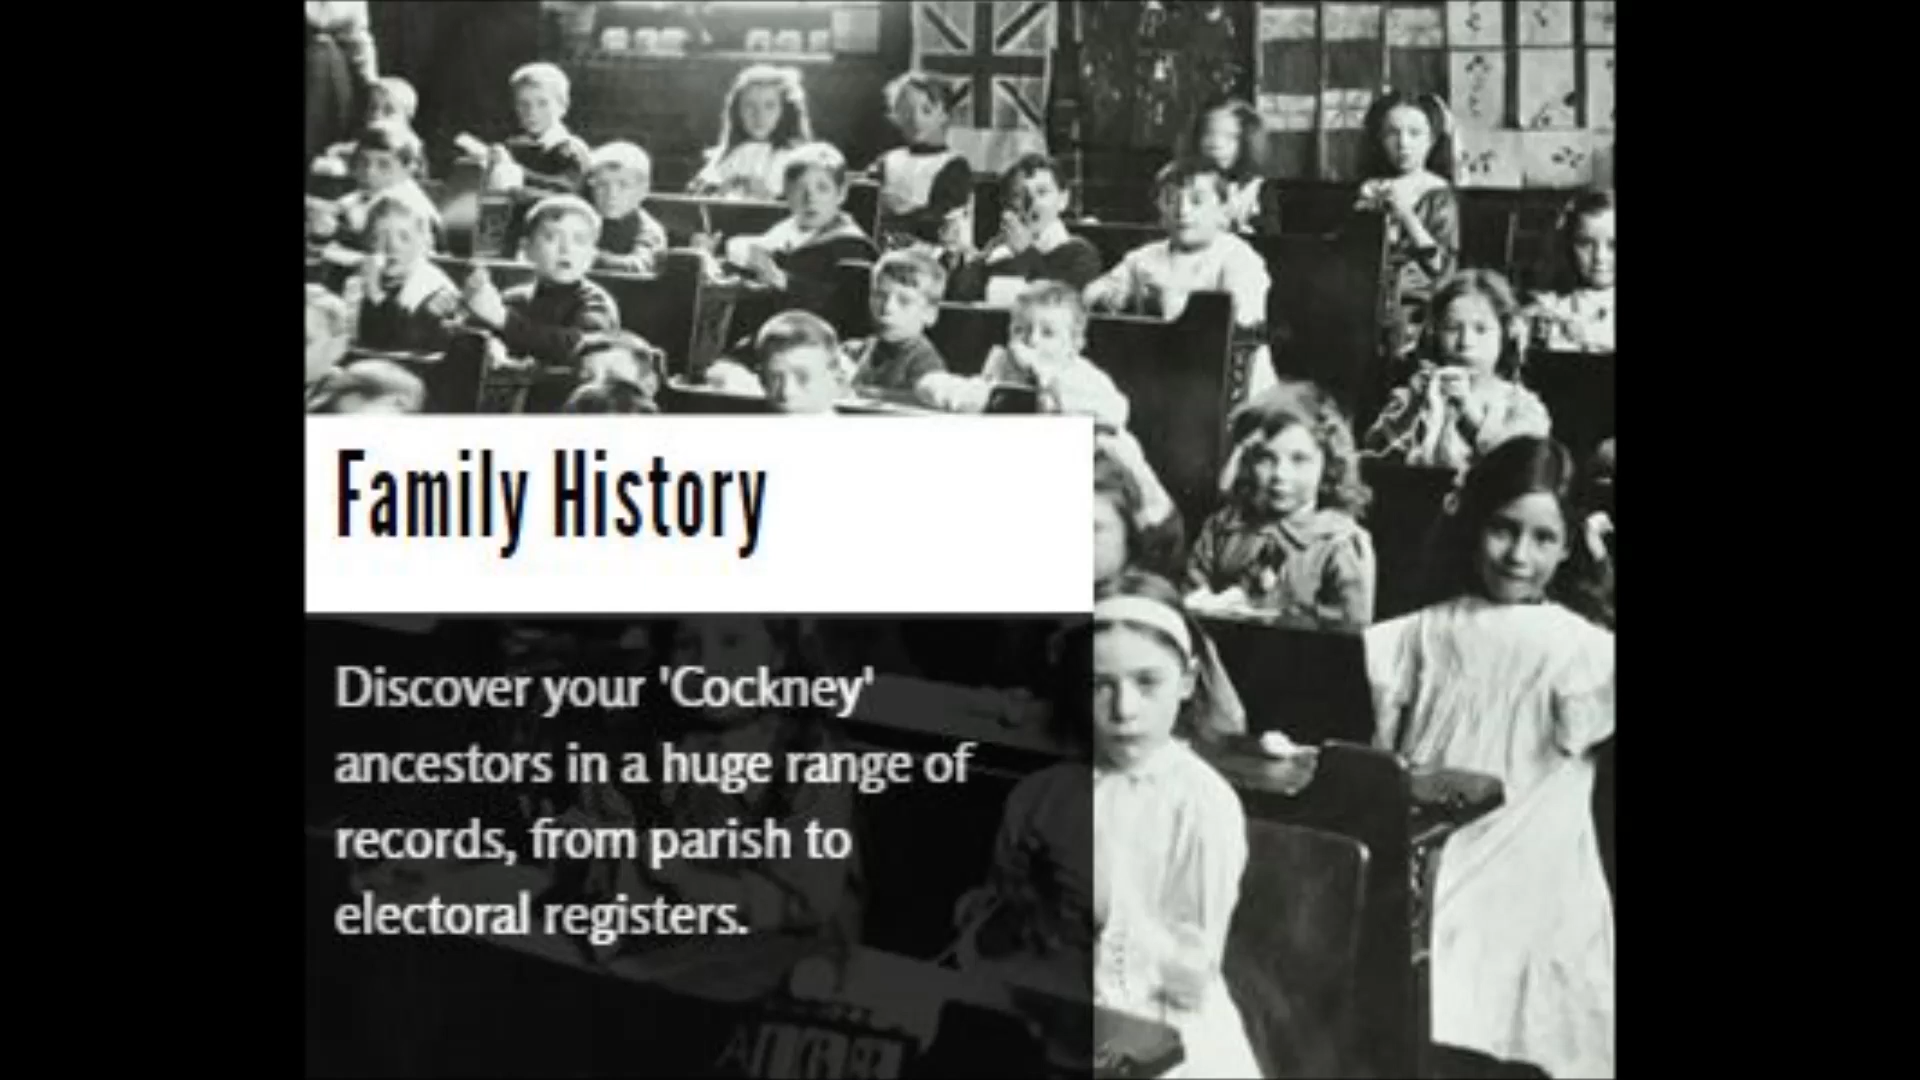 Family History
Discover your 'Cockney'
ancestors in a huge range of
records, from parish to
electoral registers.